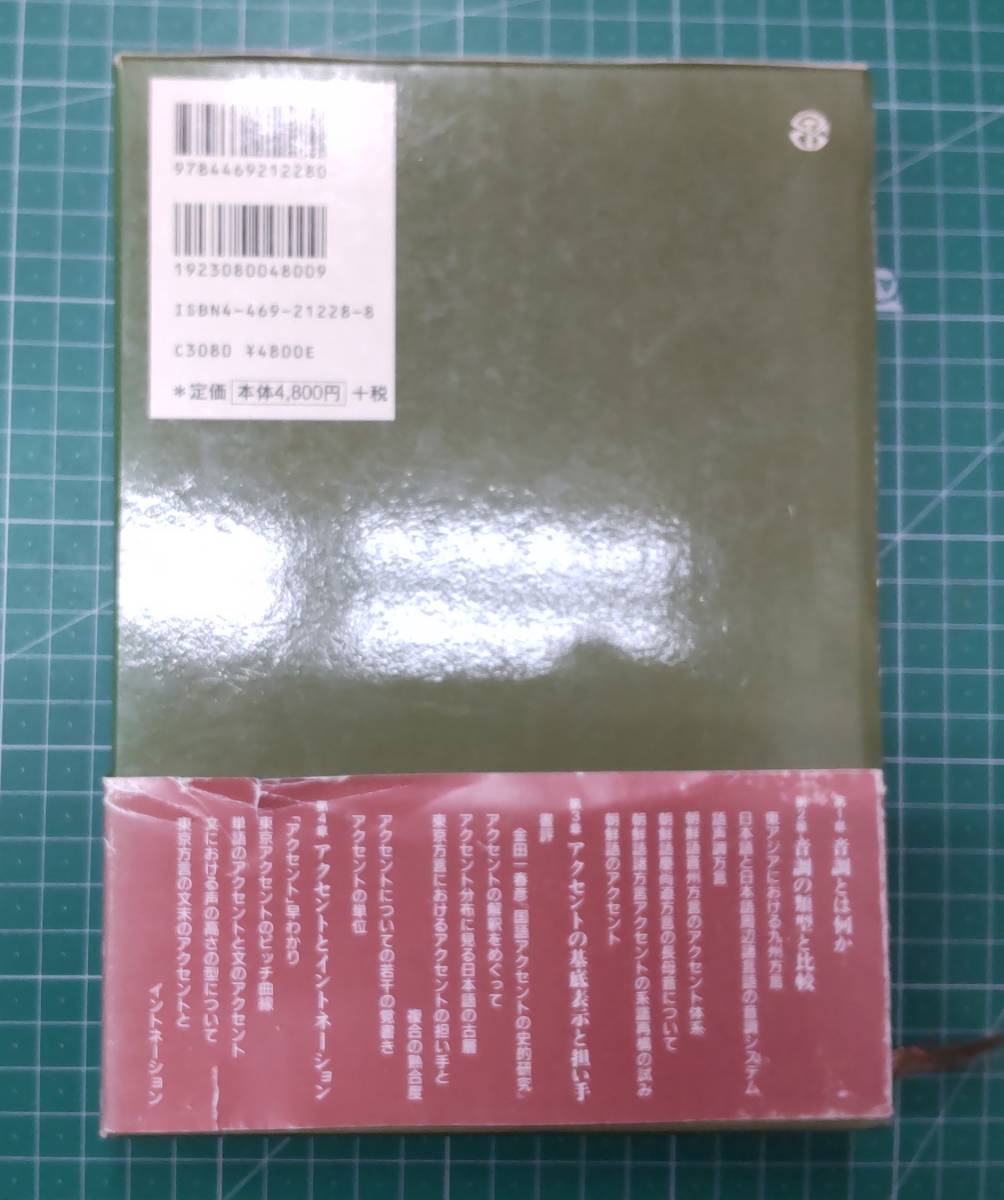 9784469212280
1923080048009
ISBN4-469-21228-8
C3080 ¥4800E
*定価 本体4,800円 +税
第1章 音調とは何か
第2章 音調の類型と比較
東アジアにおける九州方言
日本語と日本語周辺諸言語の音調システム
語声調方言
朝鮮語晋州方言のアクセント体系
朝鮮語慶尚道方言の長母音について
朝鮮語諸方言アクセントの系譜再構の試み
朝鮮語のアクセント
第3章 アクセントの基底表示と担い手
書評
金田一春彦『国語アクセントの史的研究』
アクセントの解釈をめぐって
アクセント分布に見る日本語の古層
東京方言におけるアクセントの担い手と
複合の熟合度
アクセントについての若干の覚書き
アクセントの単位
第4章 アクセントとイントネーション
「アクセント」早わかり
東京アクセントのピッチ曲線
単語のアクセントと文のアクセント
文における声の高さの型について
東京方言の文末のアクセントと
イントネーション